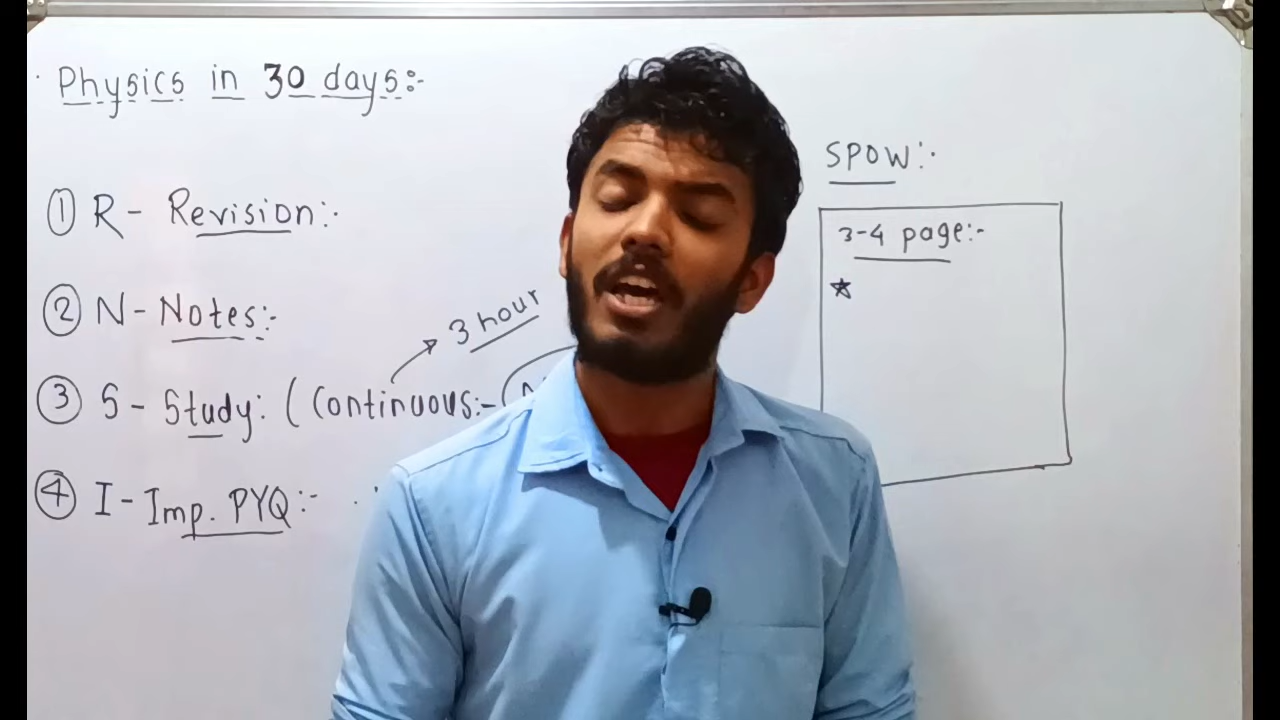 Physics in 30 days:-
① R - Revision:-
② N - Notes:-
3 hour
③ S - Study: ( Continuous:-
④ I - Imp. PYQ:-
SPOW:-
3-4 page:-